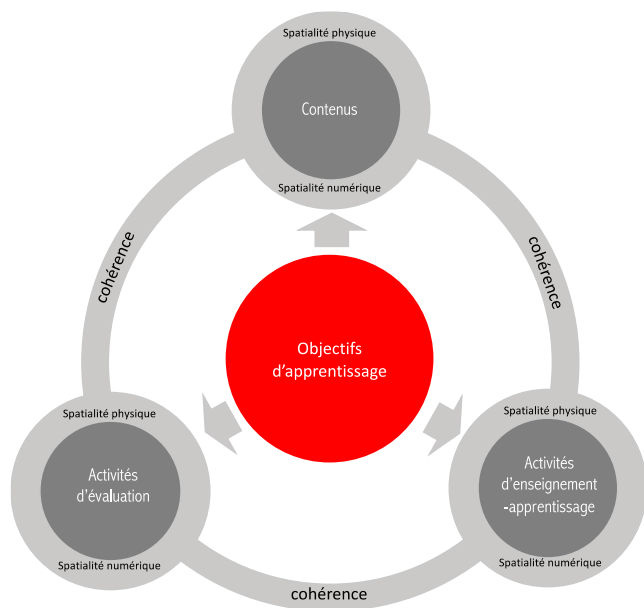 Spatialité physique
Contenus
Spatialité numérique
cohérence
cohérence
Objectifs
d'apprentissage
Spatialité physique
Activités
d'évaluation
Spatialité numérique
Spatialité physique
Activités
d'enseignement
-apprentissage
Spatialité numérique
cohérence